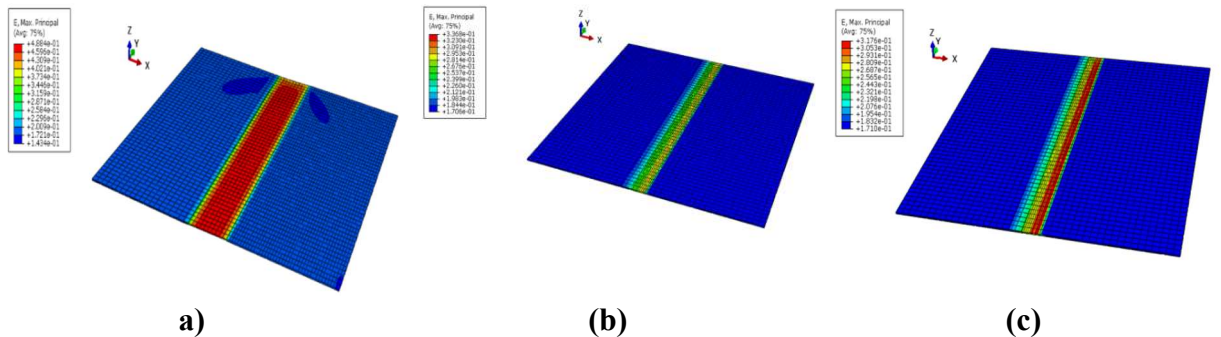 E, Max. Principal
(Avg: 75%)
+4.884e-01
+4.596e-01
+4.309e-01
+4.021e-01
+3.734e-01
+3.446e-01
+3.159e-01
+2.871e-01
+2.584e-01
+2.296e-01
+2.009e-01
+1.721e-01
+1.434e-01
Z
Y
X
a)
E, Max. Principal
(Avg: 75%)
+3.368e-01
+3.230e-01
+3.091e-01
+2.953e-01
+2.814e-01
+2.676e-01
+2.537e-01
+2.399e-01
+2.260e-01
+2.121e-01
+1.983e-01
+1.844e-01
+1.706e-01
Z
Y
X
(b)
E, Max. Principal
(Avg: 75%)
+3.176e-01
+3.053e-01
+2.931e-01
+2.809e-01
+2.687e-01
+2.565e-01
+2.443e-01
+2.321e-01
+2.198e-01
+2.076e-01
+1.954e-01
+1.832e-01
+1.710e-01
Z
Y
X
(c)